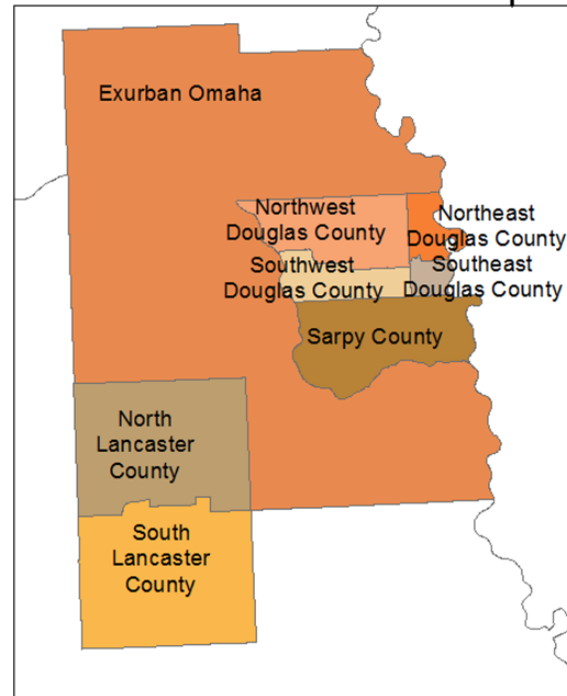 Exurban Omaha
Northwest
Douglas County
Northeast
Douglas County
Southwest
Douglas County
Southeast
Douglas County
Sarpy County
North
Lancaster
County
South
Lancaster
County